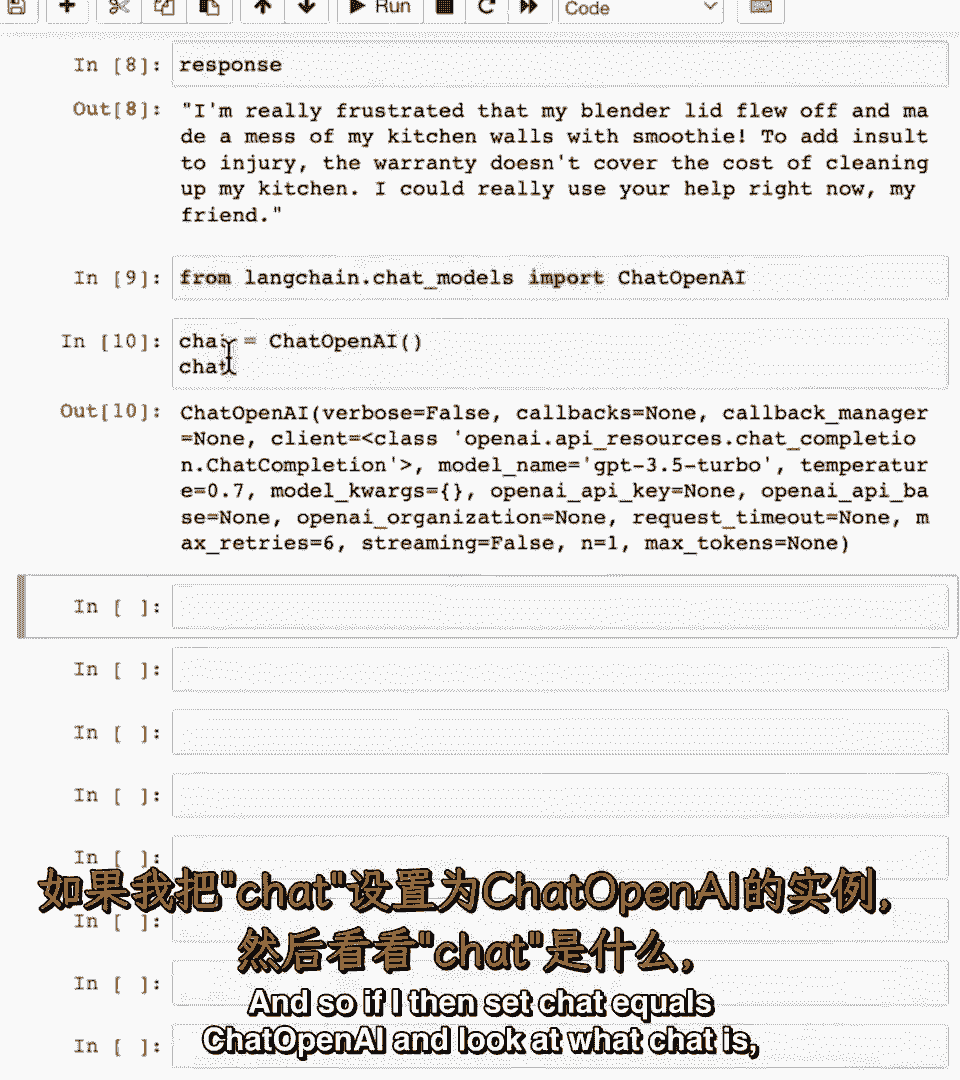 Run
Code
In [8]: response
Out[8]: "I'm really frustrated that my blender lid flew off and ma
de a mess of my kitchen walls with smoothie! To add insult
to injury, the warranty doesn't cover the cost of cleaning
up my kitchen. I could really use your help right now, my
friend."
In [9]: from langchain.chat_models import ChatOpenAI
In [10]: chat = ChatOpenAI()
chat
Out[10]: ChatOpenAI(verbose=False, callbacks=None, callback_manager
=None, client=<class 'openai.api_resources.chat_completio
n.ChatCompletion'>, model_name='gpt-3.5-turbo', temperatur
e=0.7, model_kwargs={}, openai_api_key=None, openai_api_ba
se=None, openai_organization=None, request_timeout=None, m
ax_retries=6, streaming=False, n=1, max_tokens=None)
In [ ]:
In [ ]:
In [ ]:
In [ ]:
In [ ]:
如果我把"chat"设置为ChatOpenAI的实例,
In [ ]:
然后看看"chat"是什么,
In [ ]:
And so if I then set chat equals
ChatOpenAI and look at what chat is,
In [ ]: